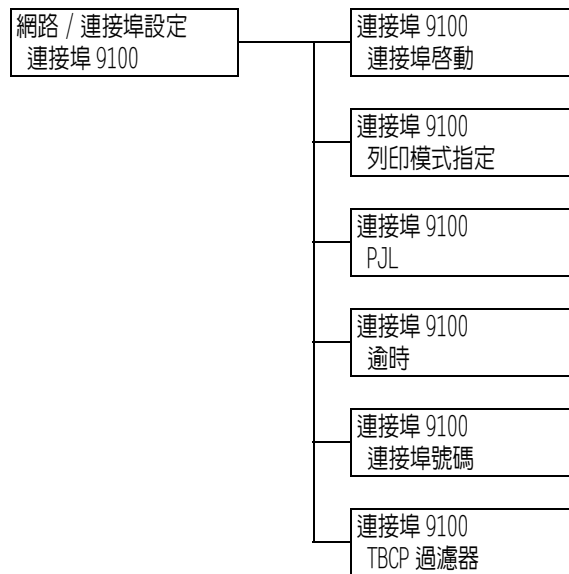 網路 / 連接埠設定
連接埠 9100
連接埠 9100
連接埠啓動
連接埠 9100
列印模式指定
連接埠 9100
PJL
連接埠 9100
逾時
連接埠 9100
連接埠號碼
連接埠 9100
TBCP 過濾器